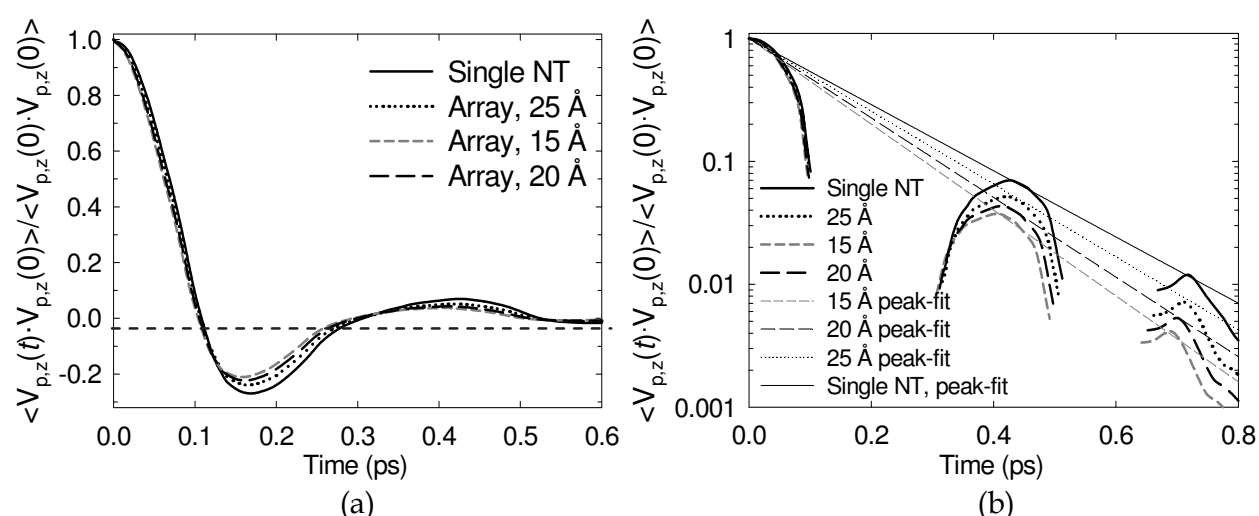 <V_{p,z}(t)·V_{p,z}(0)>/<V_{p,z}(0)·V_{p,z}(0)>
1.0
0.8
0.6
0.4
0.2
0.0
-0.2
Single NT
Array, 25 Å
Array, 15 Å
Array, 20 Å
0.0 0.1 0.2 0.3 0.4 0.5 0.6
Time (ps)
(a)
<V_{p,z}(t)·V_{p,z}(0)>/<V_{p,z}(0)·V_{p,z}(0)>
1
0.1
0.01
0.001
Single NT
25 Å
15 Å
20 Å
15 Å peak-fit
20 Å peak-fit
25 Å peak-fit
Single NT, peak-fit
0.0 0.2 0.4 0.6 0.8
Time (ps)
(b)